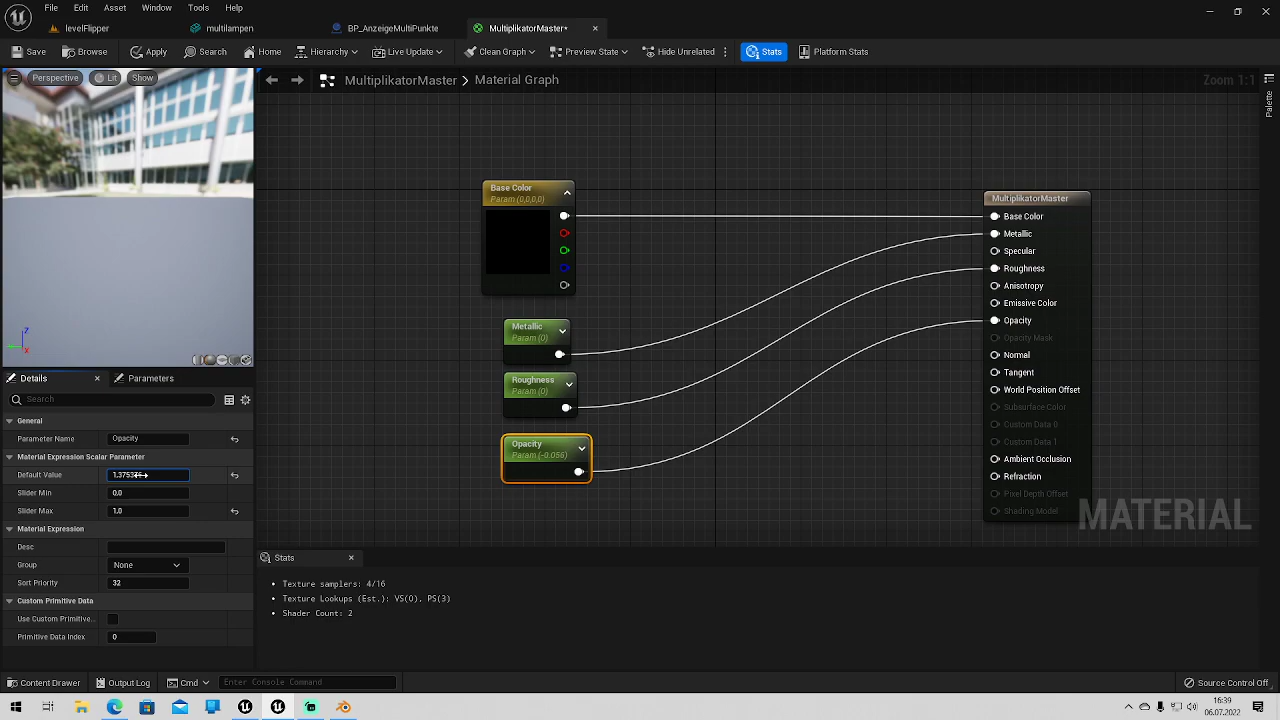 File Edit Asset Window Tools Help
levelFlipper
multilampen
BP_AnzeigeMultiPunkte
MultiplikatorMaster*
Save Browse Apply Search Home Hierarchy Live Update Clean Graph Preview State Hide Unrelated Stats Platform Stats
Perspective Lit Show
MultiplikatorMaster > Material Graph
Zoom 1:1
Palette
Base Color
Param (0,0,0,0)
Metallic
Param (0)
Roughness
Param (0)
Opacity
Param (-0.056)
MultiplikatorMaster
Base Color
Metallic
Specular
Roughness
Anisotropy
Emissive Color
Opacity
Opacity Mask
Normal
Tangent
World Position Offset
Subsurface Color
Custom Data 0
Custom Data 1
Ambient Occlusion
Refraction
Pixel Depth Offset
Shading Model
MATERIAL
Z
X
Details Parameters
Search
General
Parameter Name Opacity
Material Expression Scalar Parameter
Default Value
Slider Min 0.0
Slider Max 1.0
Material Expression
Desc
Group None
Sort Priority 32
Custom Primitive Data
Use Custom Primitive...
Primitive Data Index 0
Stats
Texture samplers: 4/16
Texture Lookups (Est.): VS(0), PS(3)
Shader Count: 2
Content Drawer Output Log Cmd Enter Console Command Source Control Off
16:39
06.07.2022